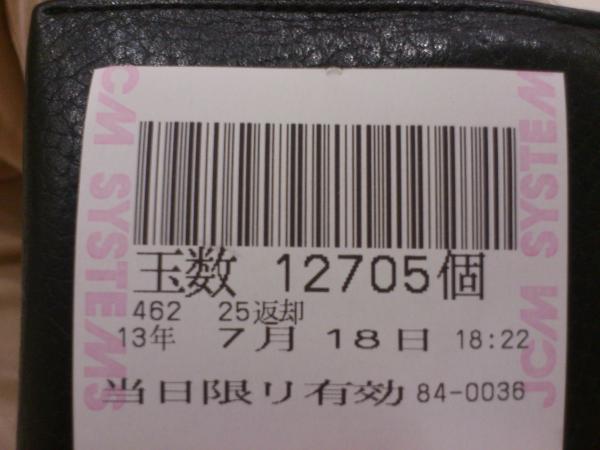 玉数 12705個
462 25返却
13年 7月 18日 18:22
当日限り有効 84-0036
JCM SYSTEMS
JCM SYSTEM